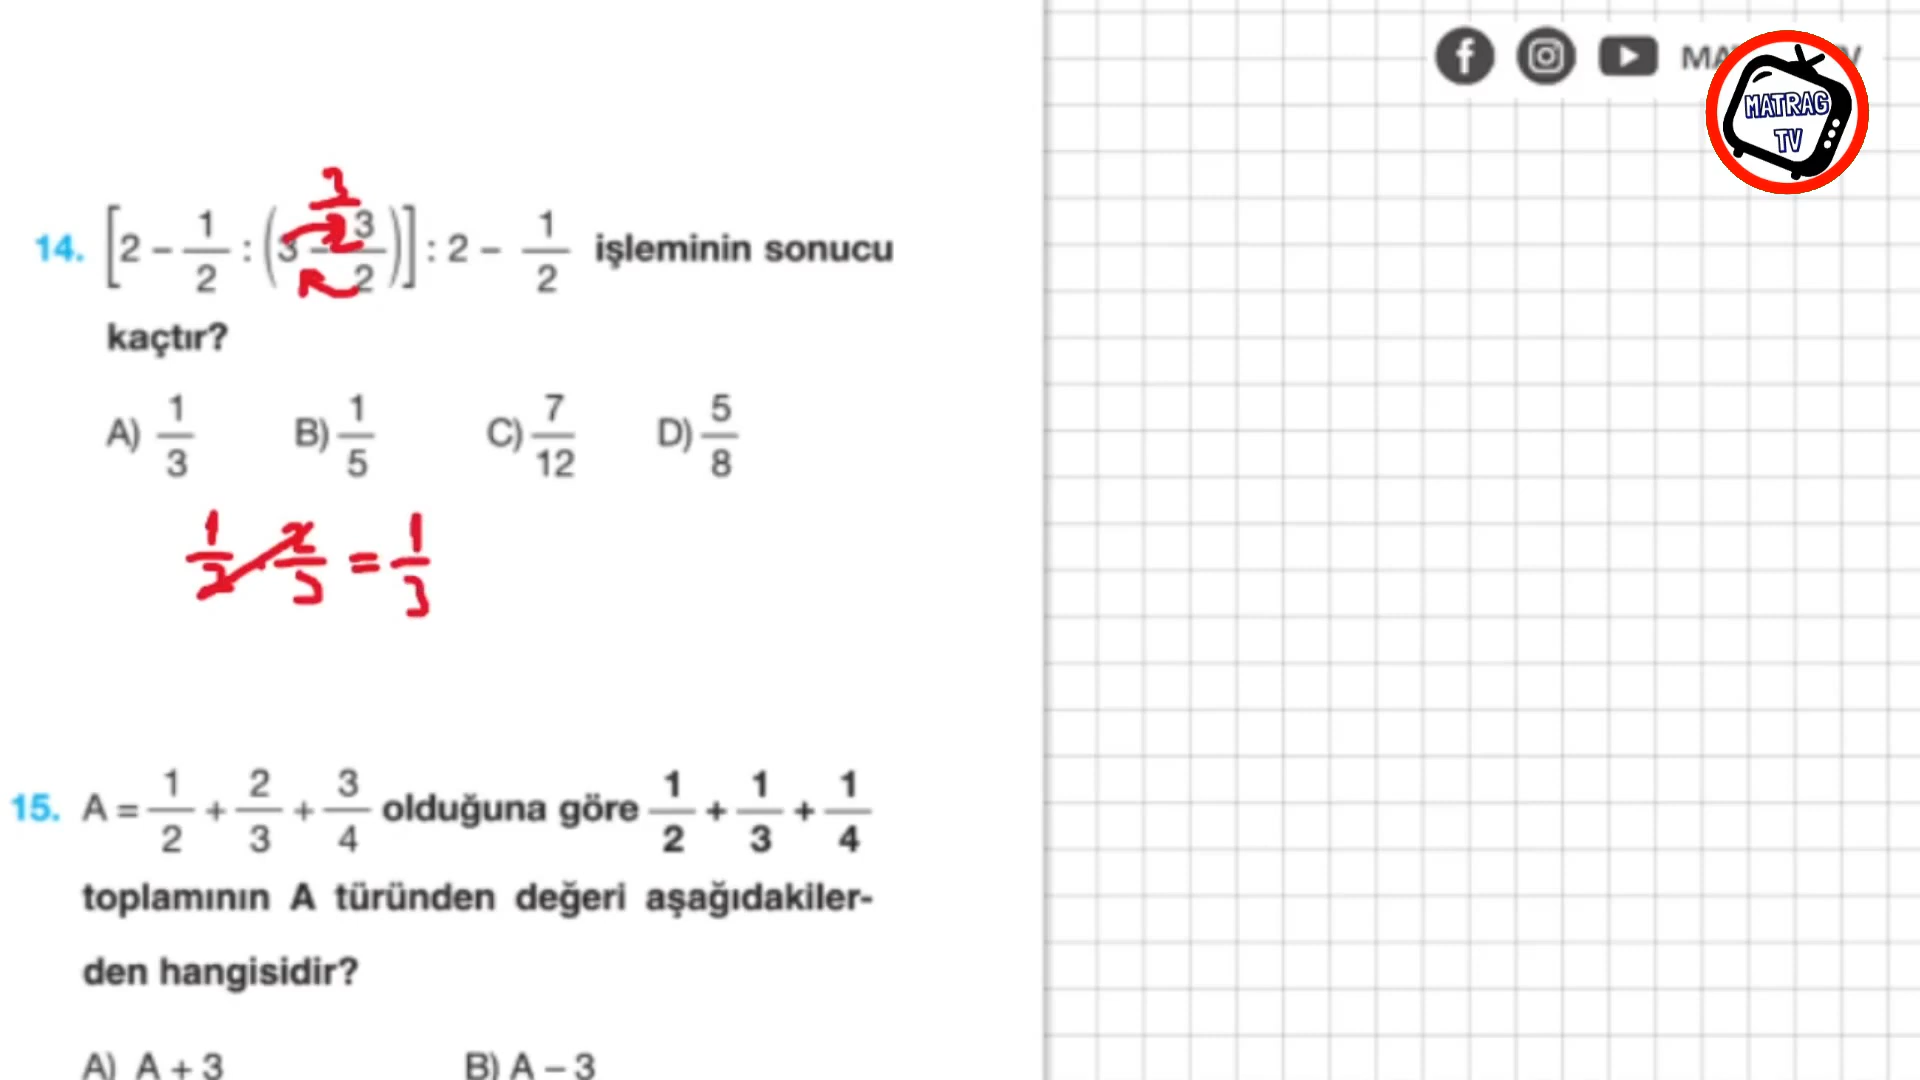 MATRAG
TV
14. [2 - 1/2 : (3 - 3/2)] : 2 - 1/2 işleminin sonucu
kaçtır?
A) 1/3 B) 1/5 C) 7/12 D) 5/8
1/2 · 2/3 = 1/3
15. A = 1/2 + 2/3 + 3/4 olduğuna göre 1/2 + 1/3 + 1/4
toplamının A türünden değeri aşağıdakiler-
den hangisidir?
A) A + 3 B) A - 3